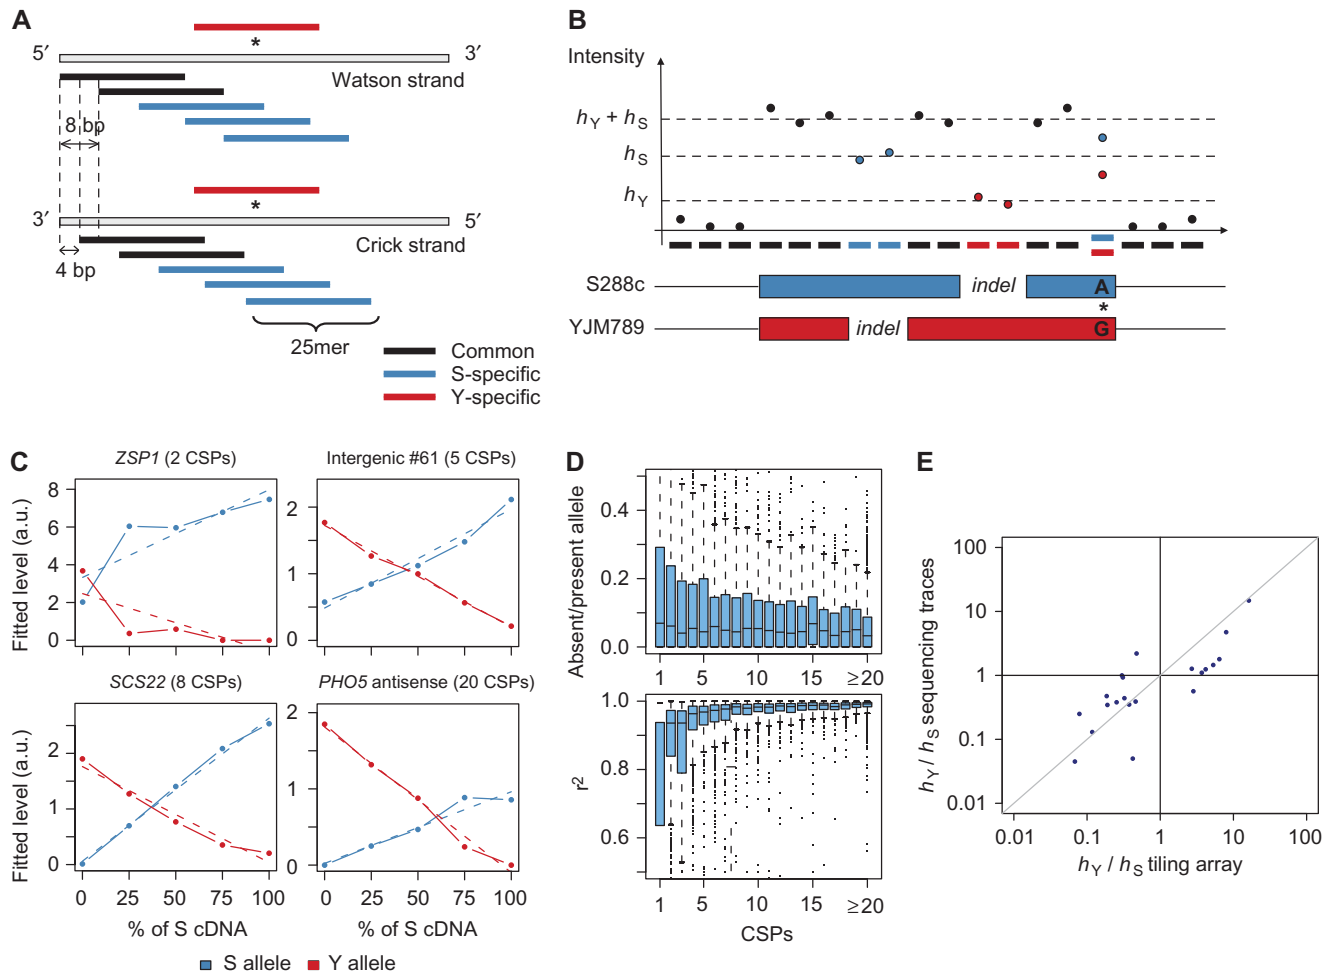 A
*
5′
3′
Watson strand
8 bp
*
3′
5′
Crick strand
4 bp
25mer
Common
S-specific
Y-specific
B
Intensity
hY + hS
hS
hY
S288c
indel
A
*
YJM789
indel
G
C
ZSP1 (2 CSPs)
Intergenic #61 (5 CSPs)
Fitted level (a.u.)
8
6
4
2
0
2
1
0
SCS22 (8 CSPs)
PHO5 antisense (20 CSPs)
Fitted level (a.u.)
2
1
0
2
1
0
0 25 50 75 100
0 25 50 75 100
% of S cDNA
% of S cDNA
S allele
Y allele
D
Absent/present allele
0.4
0.2
0.0
1 5 10 15 ≥20
r2
1.0
0.8
0.6
1 5 10 15 ≥20
CSPs
E
hY / hS sequencing traces
100
10
1
0.1
0.01
0.01 0.1 1 10 100
hY / hS tiling array